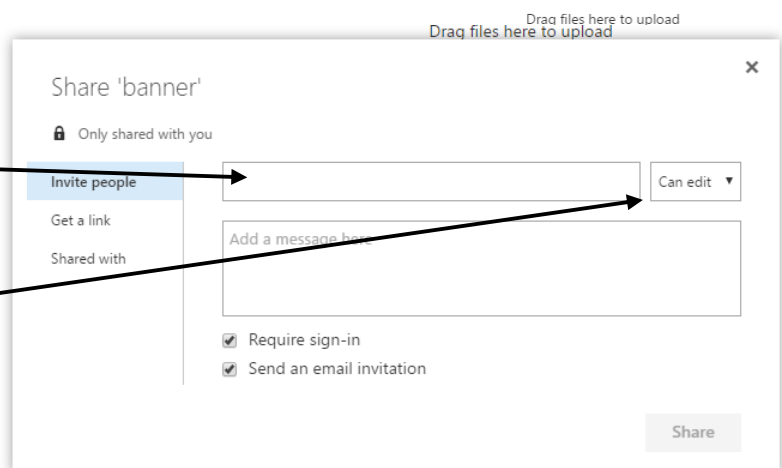 Drag files here to upload
Drag files here to upload
Share 'banner'
Only shared with you
Invite people
Can edit
Get a link
Add a message here
Shared with
Require sign-in
Send an email invitation
Share